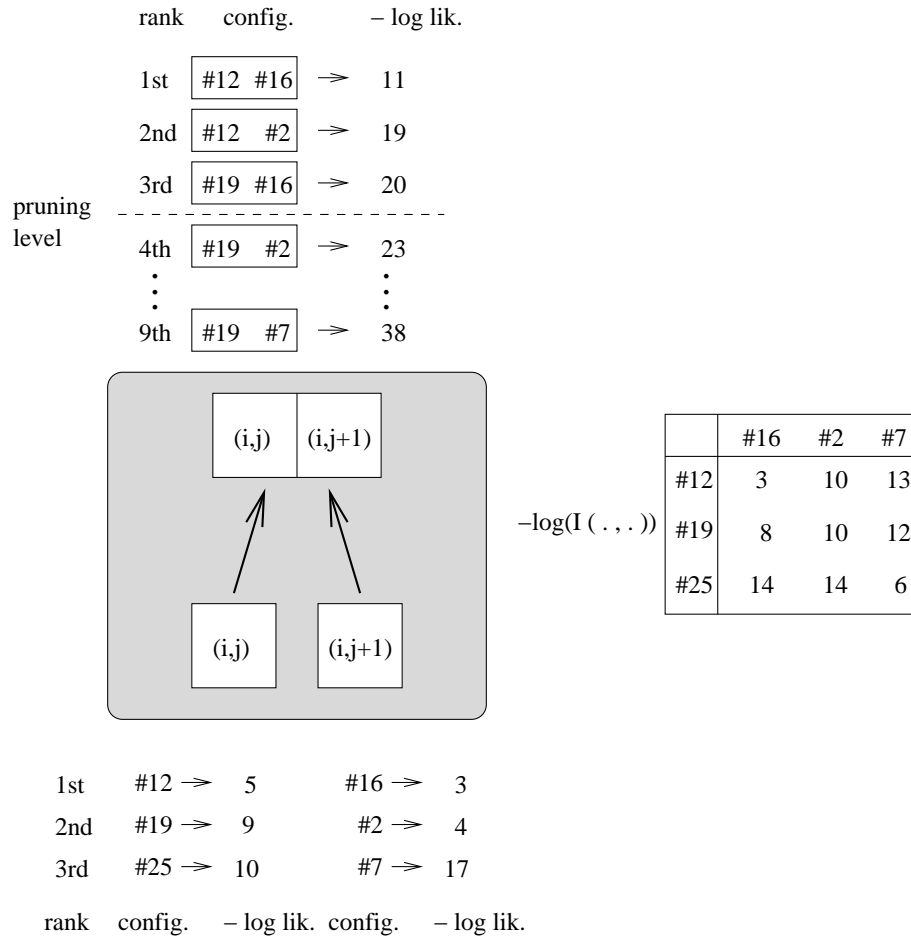 rank config. – log lik.
1st #12 #16 11
2nd #12 #2 19
3rd #19 #16 20
pruning level
4th #19 #2 23
9th #19 #7 38
(i,j) (i,j+1)
#16 #2 #7
#12 3 10 13
–log(I ( . , . )) #19 8 10 12
#25 14 14 6
(i,j) (i,j+1)
1st #12 5 #16 3
2nd #19 9 #2 4
3rd #25 10 #7 17
rank config. – log lik. config. – log lik.